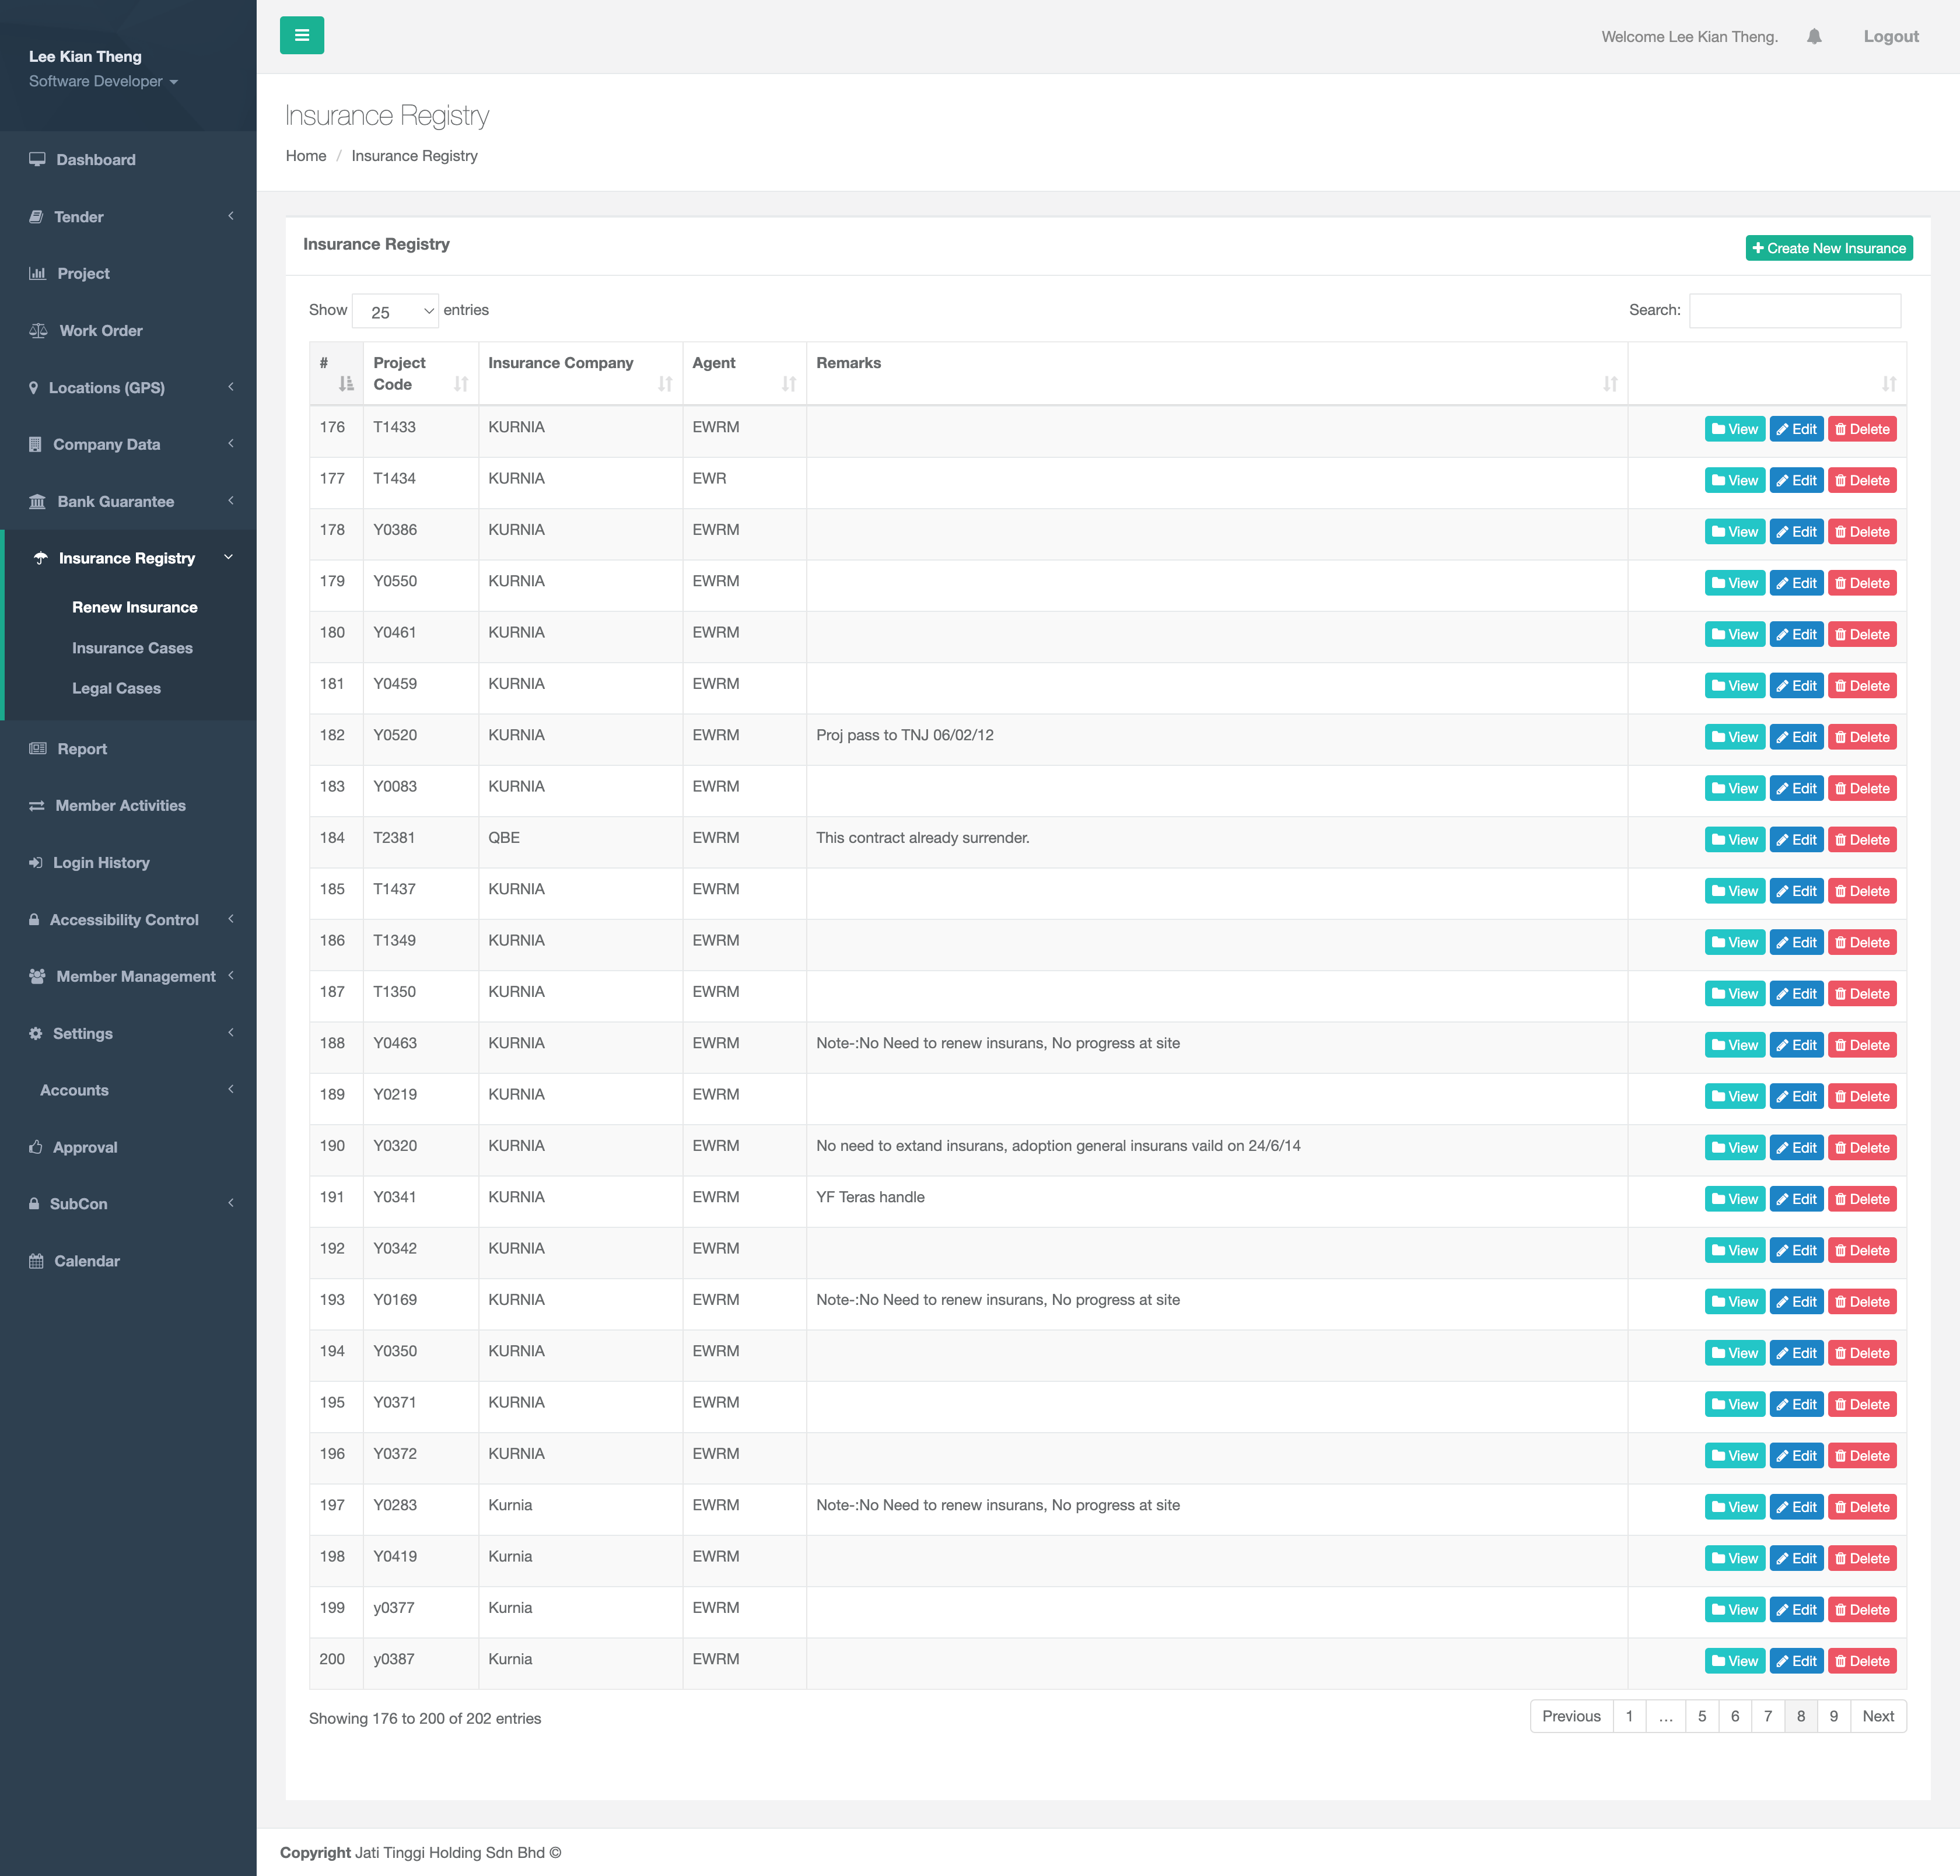 Lee Kian Theng
Software Developer
Dashboard
Tender
Project
Work Order
Locations (GPS)
Company Data
Bank Guarantee
Insurance Registry
Renew Insurance
Insurance Cases
Legal Cases
Report
Member Activities
Login History
Accessibility Control
Member Management
Settings
Accounts
Approval
SubCon
Calendar
Welcome Lee Kian Theng. Logout
Insurance Registry
Home / Insurance Registry
Insurance Registry
Create New Insurance
Show 25 entries
Search:
# Project Code Insurance Company Agent Remarks
176 T1433 KURNIA EWRM View Edit Delete
177 T1434 KURNIA EWR View Edit Delete
178 Y0386 KURNIA EWRM View Edit Delete
179 Y0550 KURNIA EWRM View Edit Delete
180 Y0461 KURNIA EWRM View Edit Delete
181 Y0459 KURNIA EWRM View Edit Delete
182 Y0520 KURNIA EWRM Proj pass to TNJ 06/02/12 View Edit Delete
183 Y0083 KURNIA EWRM View Edit Delete
184 T2381 QBE EWRM This contract already surrender. View Edit Delete
185 T1437 KURNIA EWRM View Edit Delete
186 T1349 KURNIA EWRM View Edit Delete
187 T1350 KURNIA EWRM View Edit Delete
188 Y0463 KURNIA EWRM Note-:No Need to renew insurans, No progress at site View Edit Delete
189 Y0219 KURNIA EWRM View Edit Delete
190 Y0320 KURNIA EWRM No need to extand insurans, adoption general insurans vaild on 24/6/14 View Edit Delete
191 Y0341 KURNIA EWRM YF Teras handle View Edit Delete
192 Y0342 KURNIA EWRM View Edit Delete
193 Y0169 KURNIA EWRM Note-:No Need to renew insurans, No progress at site View Edit Delete
194 Y0350 KURNIA EWRM View Edit Delete
195 Y0371 KURNIA EWRM View Edit Delete
196 Y0372 KURNIA EWRM View Edit Delete
197 Y0283 Kurnia EWRM Note-:No Need to renew insurans, No progress at site View Edit Delete
198 Y0419 Kurnia EWRM View Edit Delete
199 y0377 Kurnia EWRM View Edit Delete
200 y0387 Kurnia EWRM View Edit Delete
Showing 176 to 200 of 202 entries
Previous 1 … 5 6 7 8 9 Next
Copyright Jati Tinggi Holding Sdn Bhd ©